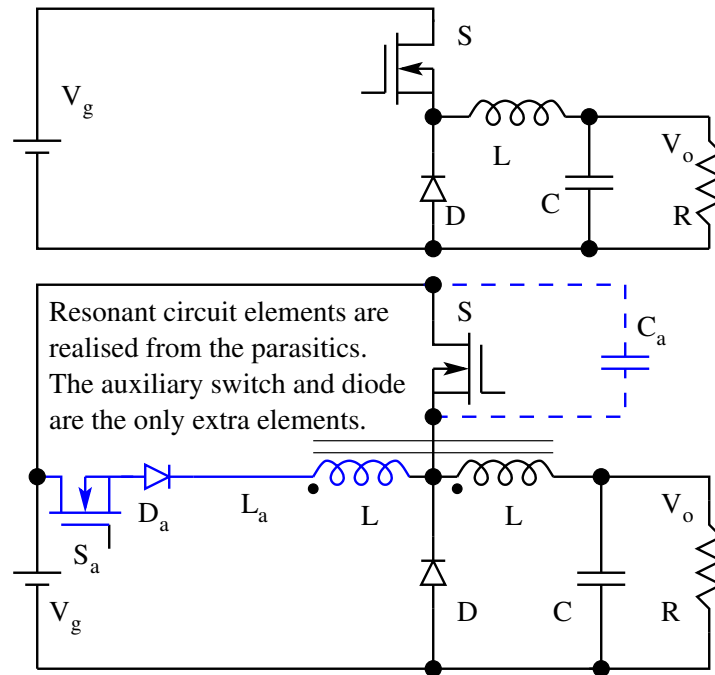 S
V_g
L
V_o
D
C
R
Resonant circuit elements are
realised from the parasitics.
The auxiliary switch and diode
are the only extra elements.
S
C_a
D_a
L_a
L
L
V_o
S_a
V_g
D
C
R